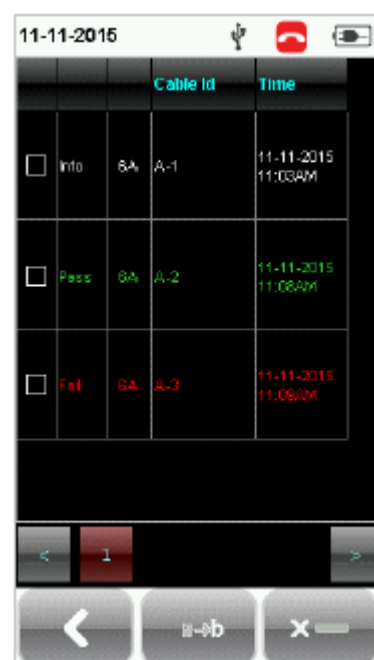 11-11-2015
Cable Id Time
Info 6A A-1 11-11-2015
11:03AM
Pass 6A A-2 11-11-2015
11:08AM
Fail 6A A-3 11-11-2015
11:09AM
< 1 >